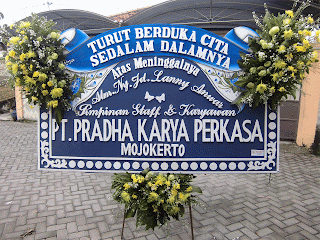 TURUT BERDUKA CITA
SEDALAM DALAMNYA
Atas Meninggalnya
Alm. Ny. Jd. Lanny Anwar
Pimpinan Staff & Karyawan
PT. PRADHA KARYA PERKASA
MOJOKERTO